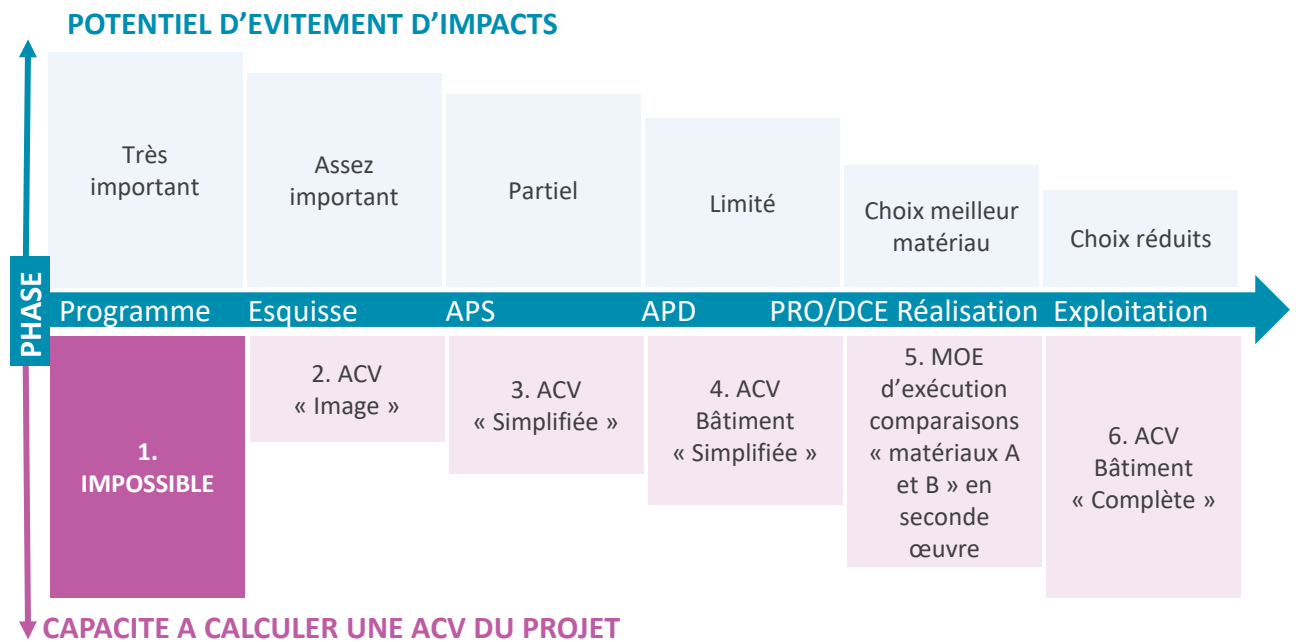 POTENTIEL D'EVITEMENT D'IMPACTS
Très
important
Assez
important
Partiel
Limité
Choix meilleur
matériau
Choix réduits
PHASE
Programme Esquisse APS APD PRO/DCE Réalisation Exploitation
1.
IMPOSSIBLE
2. ACV
« Image »
3. ACV
« Simplifiée »
4. ACV
Bâtiment
« Simplifiée »
5. MOE
d'exécution
comparaisons
« matériaux A
et B » en
seconde
œuvre
6. ACV
Bâtiment
« Complète »
CAPACITE A CALCULER UNE ACV DU PROJET